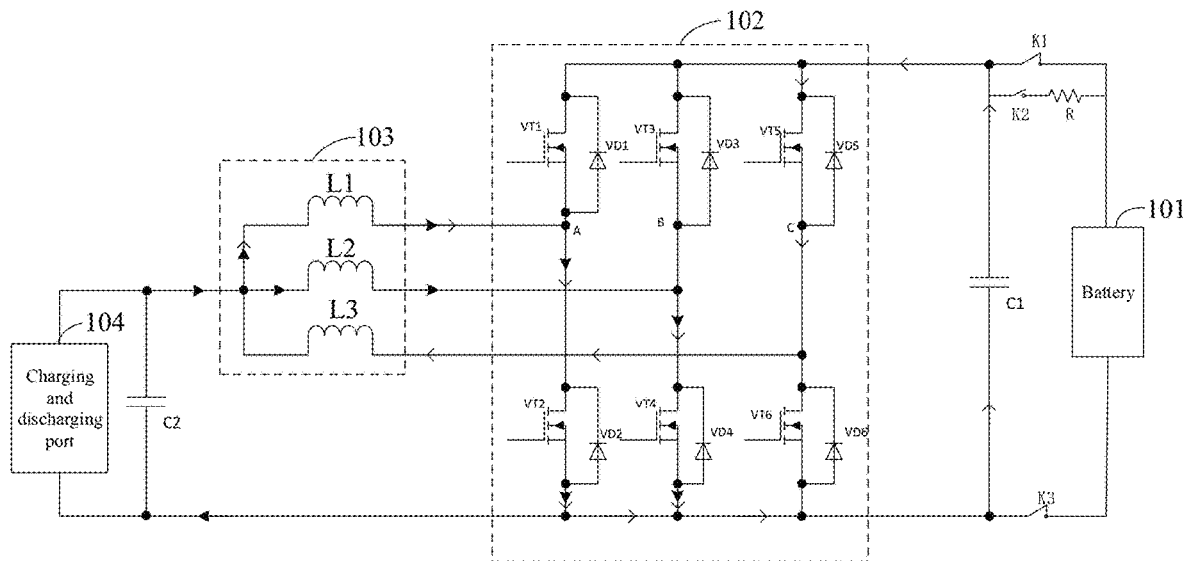 102
K1
K2
R
VT1
VD1
VT3
VD3
VT5
VD5
103
L1
A
B
C
101
L2
Battery
C1
104
L3
Charging
and
discharging
port
C2
VT2
VD2
VT4
VD4
VT6
VD6
K3